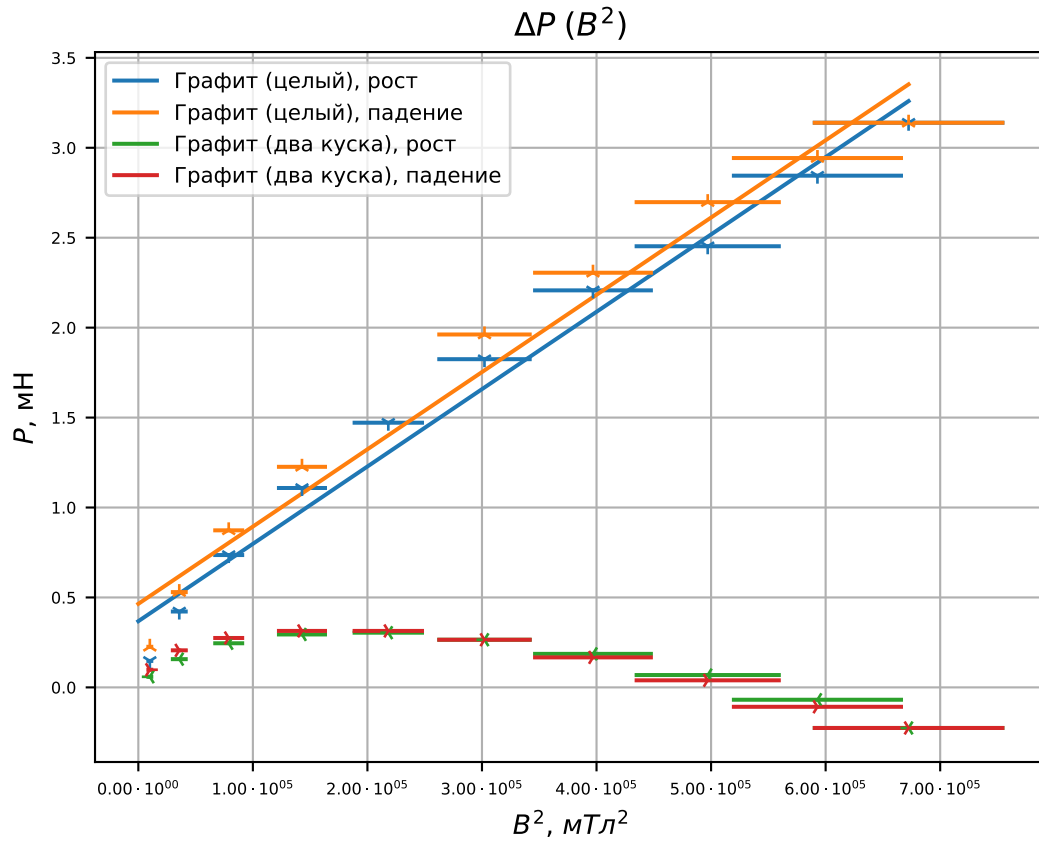 ΔP (B²)
Графит (целый), рост
Графит (целый), падение
Графит (два куска), рост
Графит (два куска), падение
3.5
3.0
2.5
2.0
1.5
1.0
0.5
0.0
P, мН
0.00·10⁰⁰ 1.00·10⁰⁵ 2.00·10⁰⁵ 3.00·10⁰⁵ 4.00·10⁰⁵ 5.00·10⁰⁵ 6.00·10⁰⁵ 7.00·10⁰⁵
B², мТл²